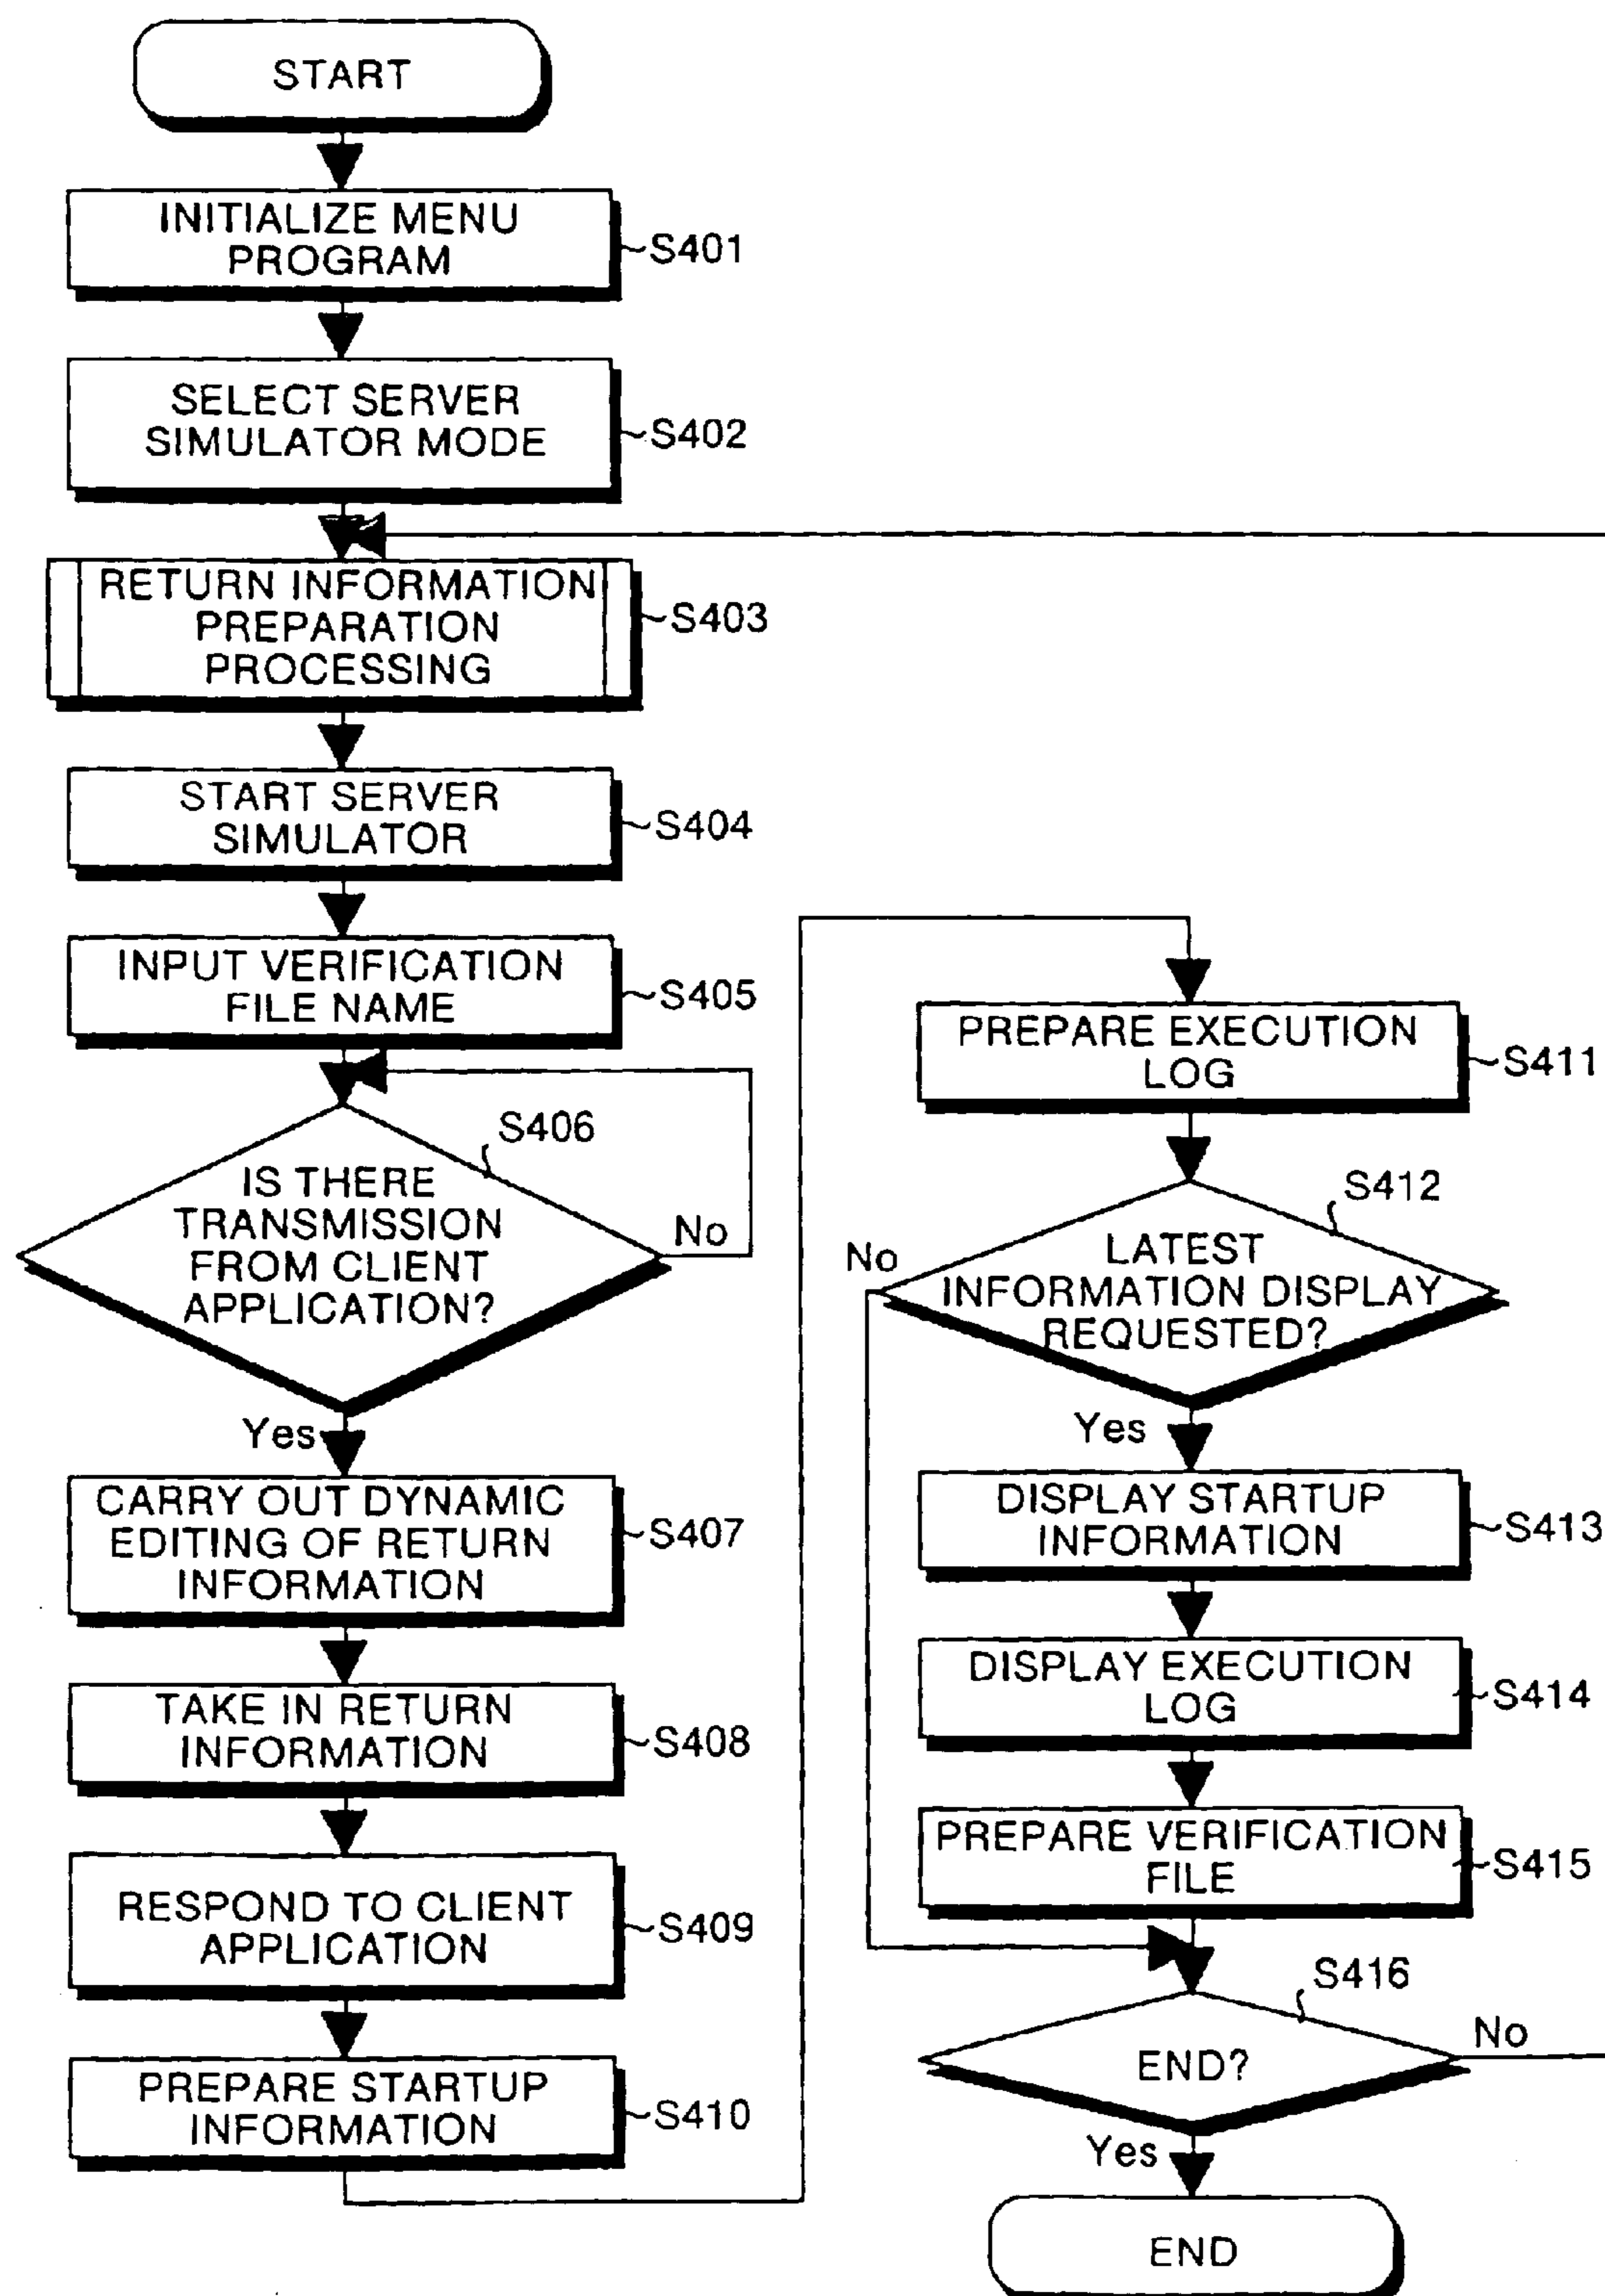 START
INITIALIZE MENU
PROGRAM
S401
SELECT SERVER
SIMULATOR MODE
S402
RETURN INFORMATION
PREPARATION
PROCESSING
S403
START SERVER
SIMULATOR
S404
INPUT VERIFICATION
FILE NAME
S405
S406
IS THERE
TRANSMISSION
FROM CLIENT
APPLICATION?
No
Yes
CARRY OUT DYNAMIC
EDITING OF RETURN
INFORMATION
S407
TAKE IN RETURN
INFORMATION
S408
RESPOND TO CLIENT
APPLICATION
S409
PREPARE STARTUP
INFORMATION
S410
PREPARE EXECUTION
LOG
S411
S412
LATEST
INFORMATION DISPLAY
REQUESTED?
No
Yes
DISPLAY STARTUP
INFORMATION
S413
DISPLAY EXECUTION
LOG
S414
PREPARE VERIFICATION
FILE
S415
S416
END?
No
Yes
END